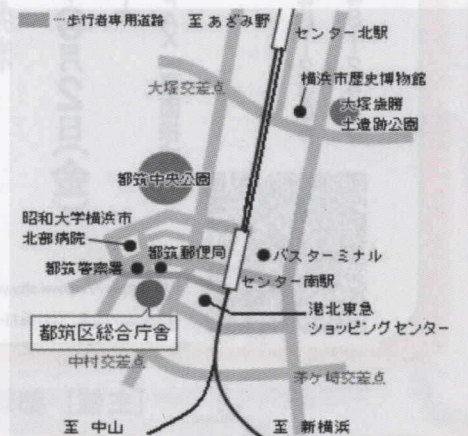 …歩行者専用道路
至 あざみ野
センター北駅
横浜市歴史博物館
大塚交差点
大塚歳勝
土遺跡公園
都筑中央公園
昭和大学横浜市
北部病院
都筑郵便局
バスターミナル
都筑警察署
センター南駅
港北東急
ショッピングセンター
都筑区総合庁舎
中村交差点
茅ケ崎交差点
至 中山
至 新横浜